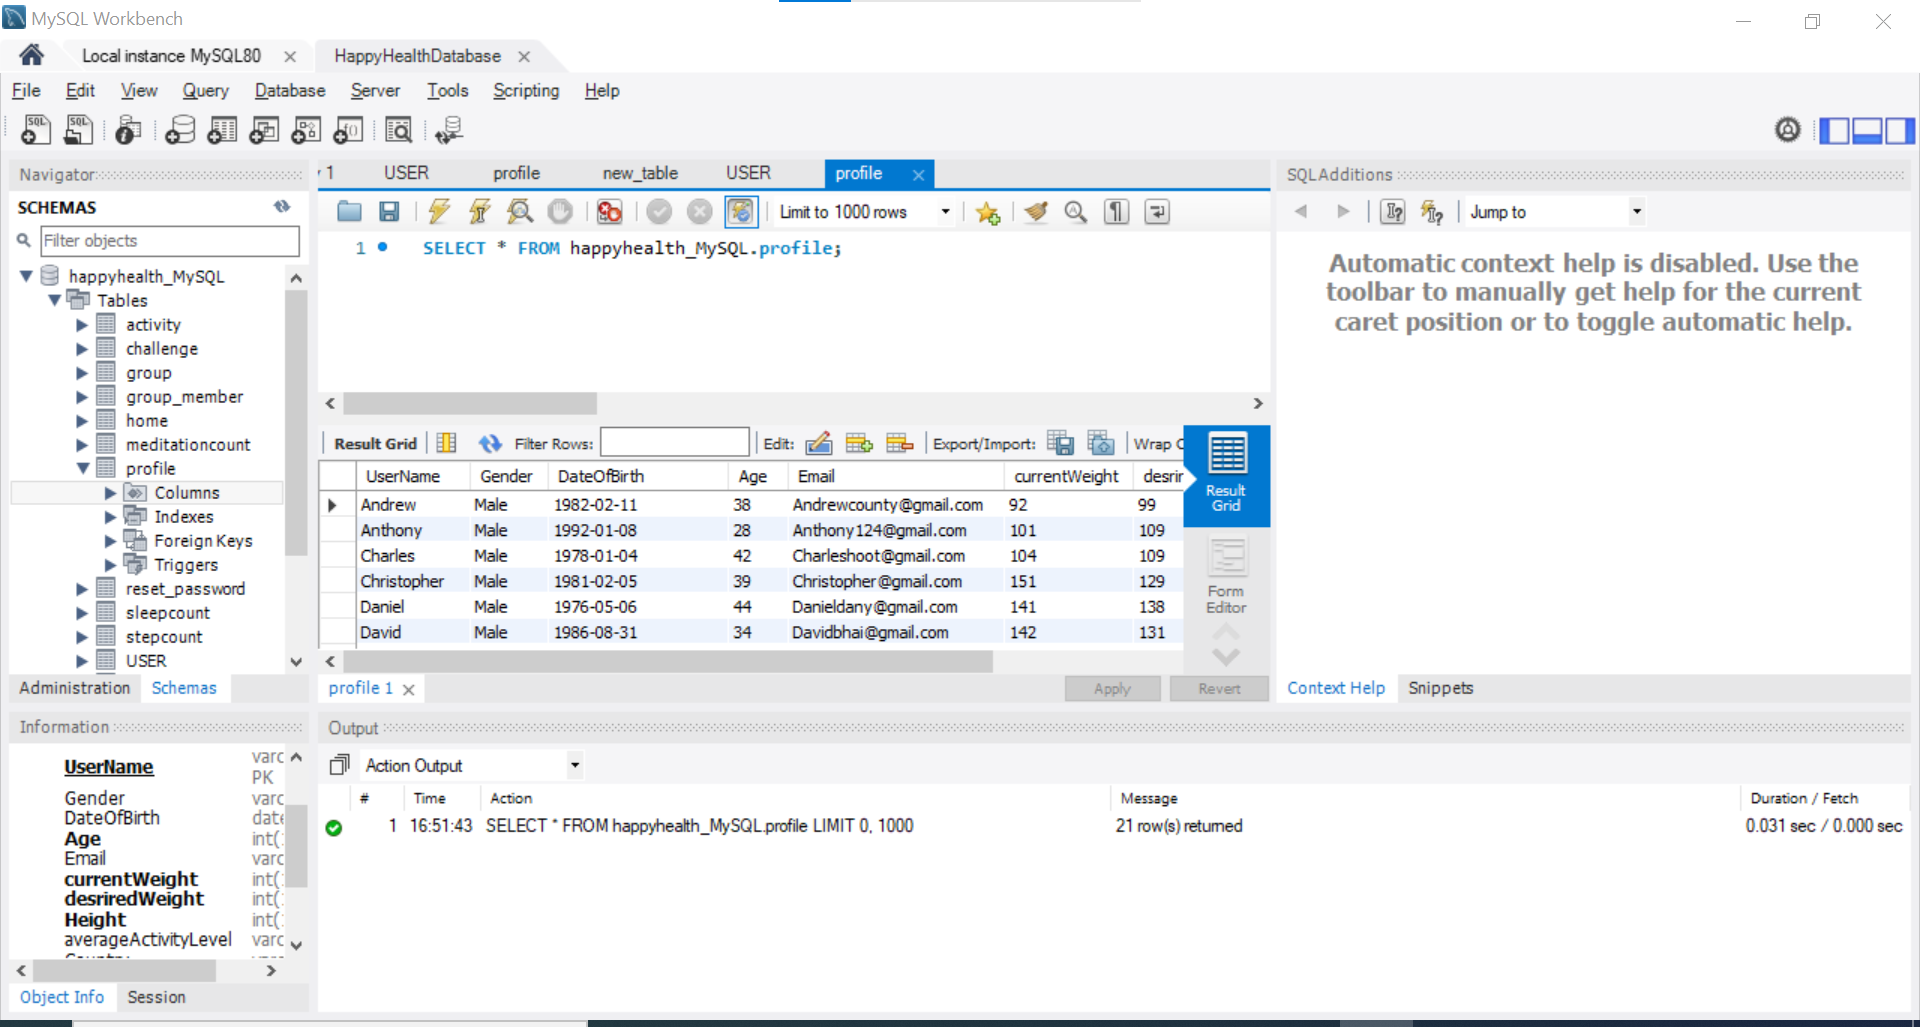 MySQL Workbench
Local instance MySQL80
HappyHealthDatabase
File Edit View Query Database Server Tools Scripting Help
Navigator
SCHEMAS
Filter objects
happyhealth_MySQL
Tables
activity
challenge
group
group_member
home
meditationcount
profile
Columns
Indexes
Foreign Keys
Triggers
reset_password
sleepcount
stepcount
USER
Administration Schemas
Information
UserName varc
PK
Gender varc
DateOfBirth date
Age int(
Email varc
currentWeight int(
desriredWeight int(
Height int(
averageActivityLevel varc
Object Info Session
1 USER profile new_table USER profile
Limit to 1000 rows
1 SELECT * FROM happyhealth_MySQL.profile;
Result Grid Filter Rows: Edit: Export/Import: Wrap C
UserName Gender DateOfBirth Age Email currentWeight desrir
Andrew Male 1982-02-11 38 Andrewcounty@gmail.com 92 99
Anthony Male 1992-01-08 28 Anthony124@gmail.com 101 109
Charles Male 1978-01-04 42 Charleshoot@gmail.com 104 109
Christopher Male 1981-02-05 39 Christopher@gmail.com 151 129
Daniel Male 1976-05-06 44 Danieldany@gmail.com 141 138
David Male 1986-08-31 34 Davidbhai@gmail.com 142 131
Result
Grid
Form
Editor
profile 1
Apply Revert
SQLAdditions
Jump to
Automatic context help is disabled. Use the
toolbar to manually get help for the current
caret position or to toggle automatic help.
Context Help Snippets
Output
Action Output
# Time Action Message Duration / Fetch
1 16:51:43 SELECT * FROM happyhealth_MySQL.profile LIMIT 0, 1000 21 row(s) returned 0.031 sec / 0.000 sec